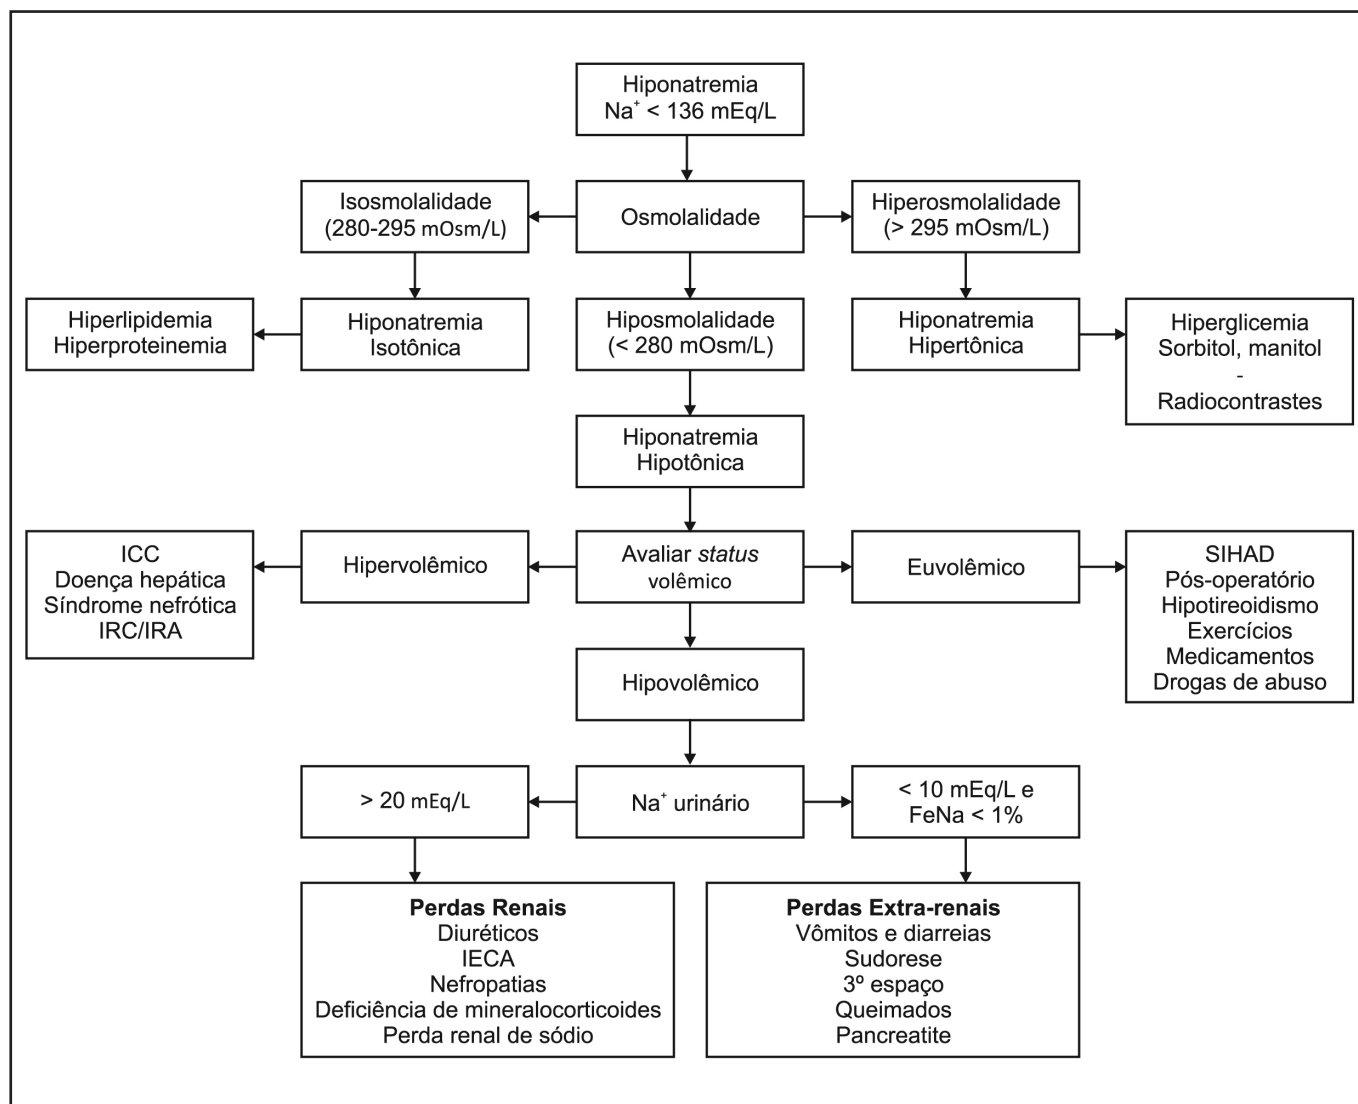 Hiponatremia
Na⁺ < 136 mEq/L
Isosmolalidade
(280-295 mOsm/L)
Osmolalidade
Hiperosmolalidade
(> 295 mOsm/L)
Hiperlipidemia
Hiperproteinemia
Hiponatremia
Isotônica
Hiposmolalidade
(< 280 mOsm/L)
Hiponatremia
Hipertônica
Hiperglicemia
Sorbitol, manitol
-
Radiocontrastes
Hiponatremia
Hipotônica
ICC
Doença hepática
Síndrome nefrótica
IRC/IRA
Hipervolêmico
Avaliar status
volêmico
Euvolêmico
SIHAD
Pós-operatório
Hipotireoidismo
Exercícios
Medicamentos
Drogas de abuso
Hipovolêmico
> 20 mEq/L
Na⁺ urinário
< 10 mEq/L e
FeNa < 1%
Perdas Renais
Diuréticos
IECA
Nefropatias
Deficiência de mineralocorticoides
Perda renal de sódio
Perdas Extra-renais
Vômitos e diarreias
Sudorese
3º espaço
Queimados
Pancreatite